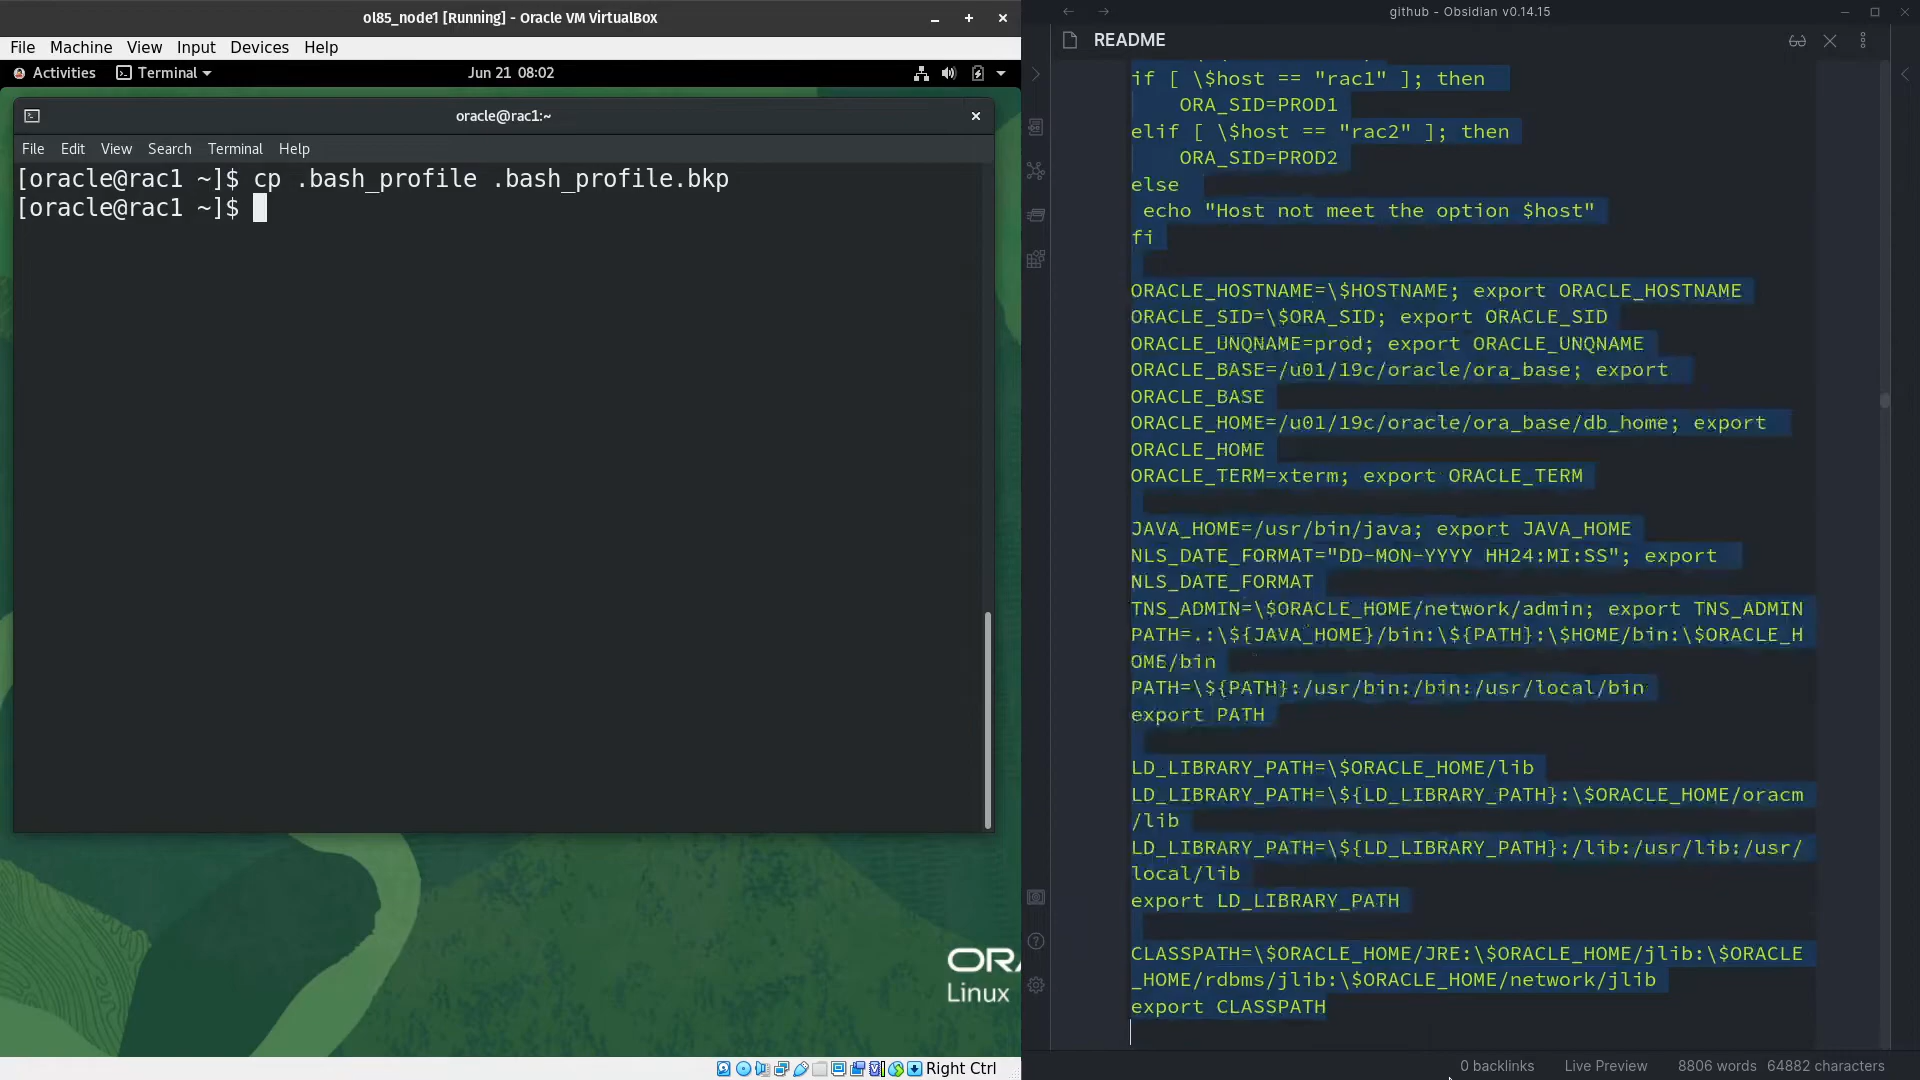 ol85_node1 [Running] - Oracle VM VirtualBox
File Machine View Input Devices Help
Activities Terminal Jun 21 08:02
oracle@rac1:~
File Edit View Search Terminal Help
[oracle@rac1 ~]$ cp .bash_profile .bash_profile.bkp
[oracle@rac1 ~]$
ORA
Linux
Right Ctrl
github - Obsidian v0.14.15
README
if [ \$host == "rac1" ]; then
ORA_SID=PROD1
elif [ \$host == "rac2" ]; then
ORA_SID=PROD2
else
echo "Host not meet the option $host"
fi
ORACLE_HOSTNAME=\$HOSTNAME; export ORACLE_HOSTNAME
ORACLE_SID=\$ORA_SID; export ORACLE_SID
ORACLE_UNQNAME=prod; export ORACLE_UNQNAME
ORACLE_BASE=/u01/19c/oracle/ora_base; export
ORACLE_BASE
ORACLE_HOME=/u01/19c/oracle/ora_base/db_home; export
ORACLE_HOME
ORACLE_TERM=xterm; export ORACLE_TERM
JAVA_HOME=/usr/bin/java; export JAVA_HOME
NLS_DATE_FORMAT="DD-MON-YYYY HH24:MI:SS"; export
NLS_DATE_FORMAT
TNS_ADMIN=\$ORACLE_HOME/network/admin; export TNS_ADMIN
PATH=.:\${JAVA_HOME}/bin:\${PATH}:\$HOME/bin:\$ORACLE_H
OME/bin
PATH=\${PATH}:/usr/bin:/bin:/usr/local/bin
export PATH
LD_LIBRARY_PATH=\$ORACLE_HOME/lib
LD_LIBRARY_PATH=\${LD_LIBRARY_PATH}:\$ORACLE_HOME/oracm
/lib
LD_LIBRARY_PATH=\${LD_LIBRARY_PATH}:/lib:/usr/lib:/usr/
local/lib
export LD_LIBRARY_PATH
CLASSPATH=\$ORACLE_HOME/JRE:\$ORACLE_HOME/jlib:\$ORACLE
_HOME/rdbms/jlib:\$ORACLE_HOME/network/jlib
export CLASSPATH
0 backlinks Live Preview 8806 words 64882 characters